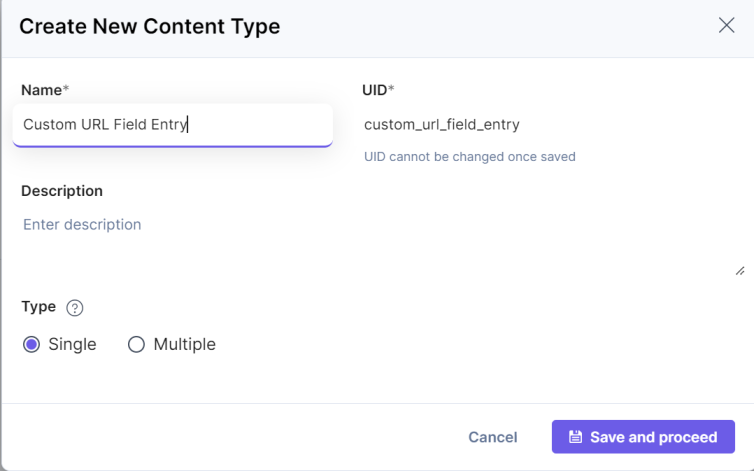 Create New Content Type
Name*
UID*
Custom URL Field Entry
custom_url_field_entry
UID cannot be changed once saved
Description
Enter description
Type ?
Single Multiple
Cancel Save and proceed